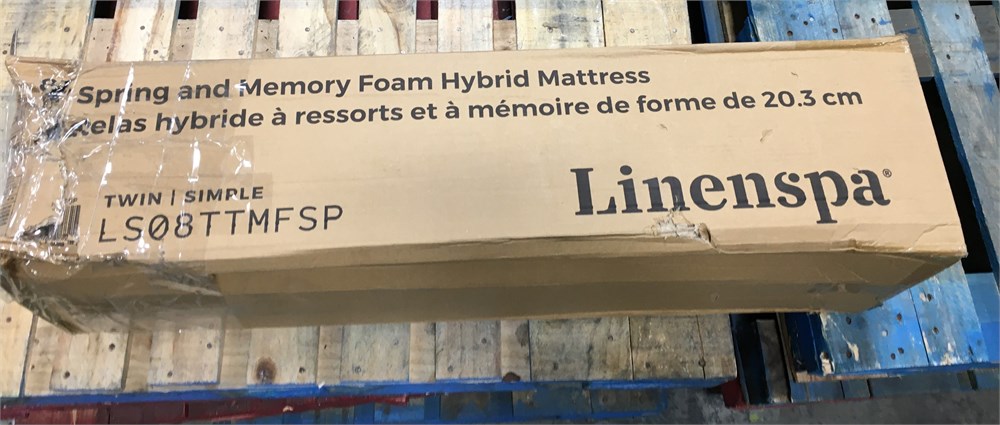 8" Spring and Memory Foam Hybrid Mattress
hybride à ressorts et à mémoire de forme de 20.3 cm
TWIN | SIMPLE
LS08TTMFSP
Linenspa®